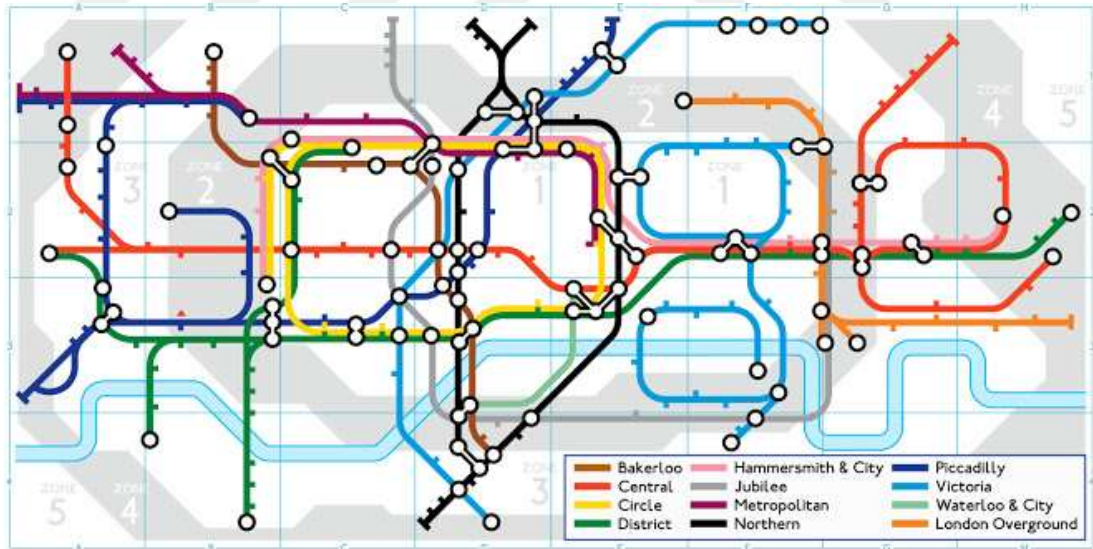 A B C D E F G H
ZONE
2
ZONE
4
ZONE
5
ZONE
3
ZONE
2
ZONE
1
ZONE
1
ZONE
5
ZONE
4
ZONE
3
Bakerloo
Central
Circle
District
Hammersmith & City
Jubilee
Metropolitan
Northern
Piccadilly
Victoria
Waterloo & City
London Overground